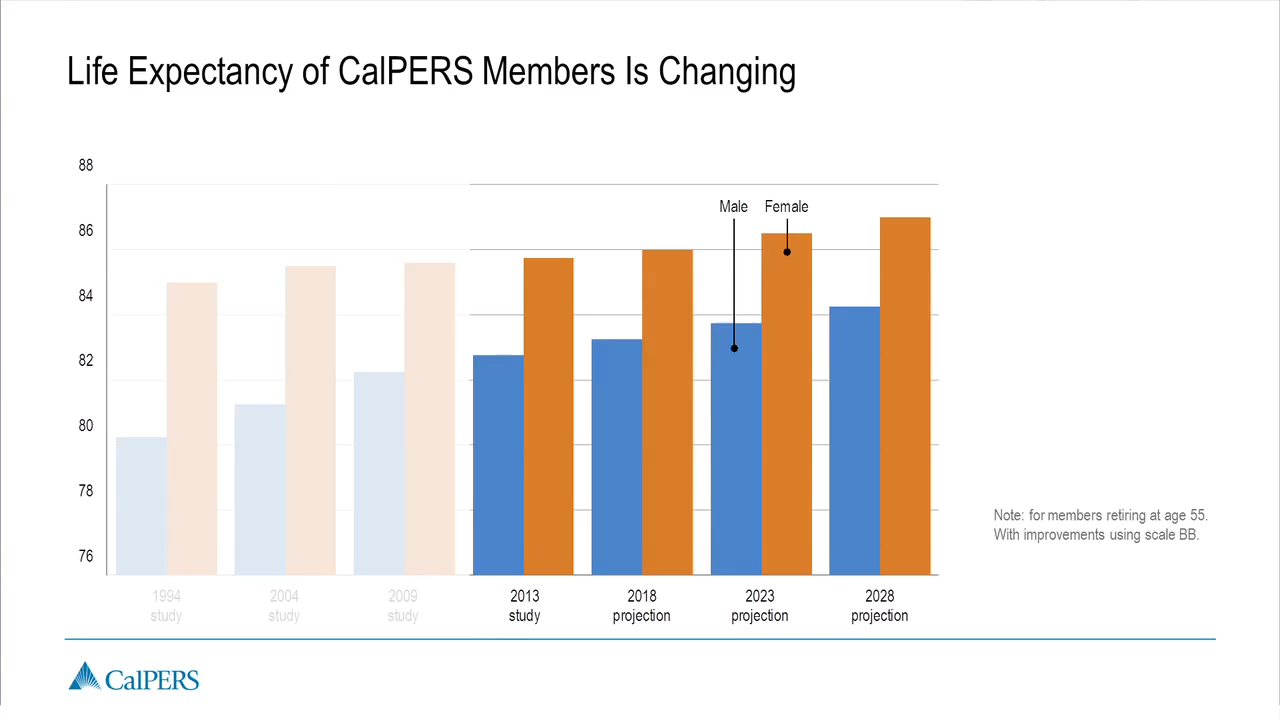 Life Expectancy of CalPERS Members Is Changing
88
86
84
82
80
78
76
Male Female
1994 study
2004 study
2009 study
2013 study
2018 projection
2023 projection
2028 projection
Note: for members retiring at age 55.
With improvements using scale BB.
CalPERS